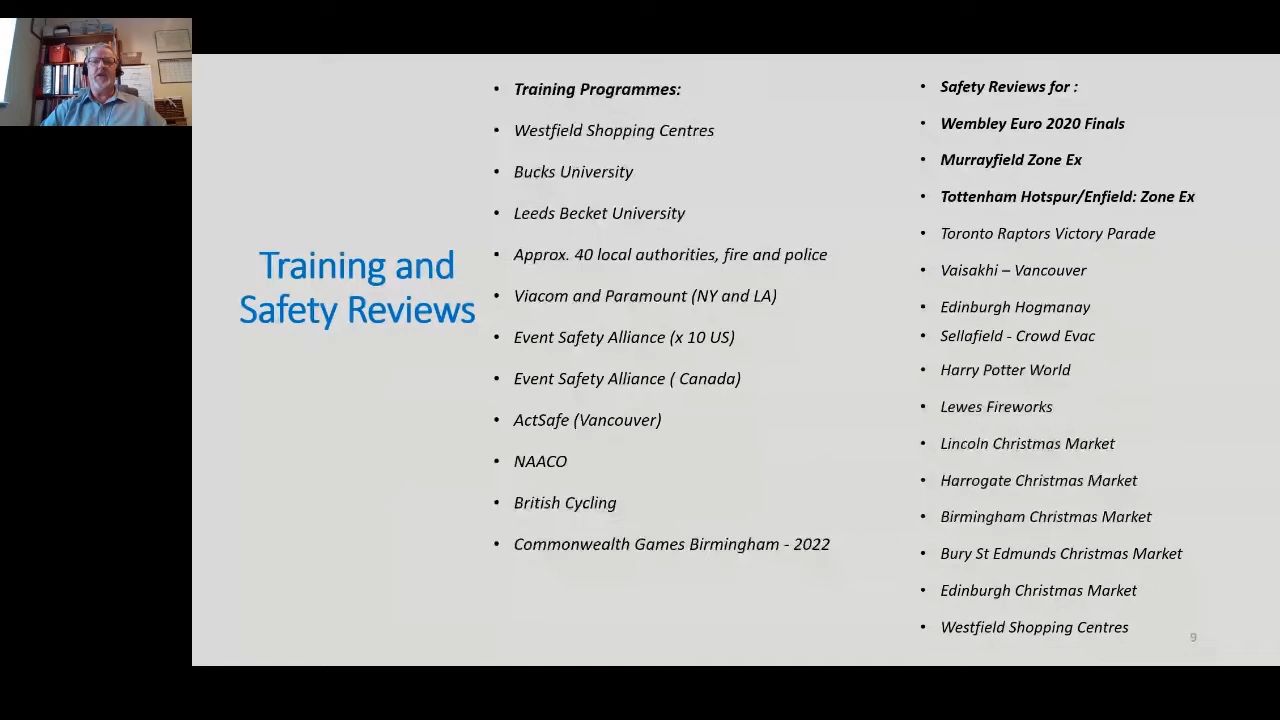 Training and
Safety Reviews
• Training Programmes:
• Westfield Shopping Centres
• Bucks University
• Leeds Becket University
• Approx. 40 local authorities, fire and police
• Viacom and Paramount (NY and LA)
• Event Safety Alliance (x 10 US)
• Event Safety Alliance ( Canada)
• ActSafe (Vancouver)
• NAACO
• British Cycling
• Commonwealth Games Birmingham - 2022
• Safety Reviews for :
• Wembley Euro 2020 Finals
• Murrayfield Zone Ex
• Tottenham Hotspur/Enfield: Zone Ex
• Toronto Raptors Victory Parade
• Vaisakhi – Vancouver
• Edinburgh Hogmanay
• Sellafield - Crowd Evac
• Harry Potter World
• Lewes Fireworks
• Lincoln Christmas Market
• Harrogate Christmas Market
• Birmingham Christmas Market
• Bury St Edmunds Christmas Market
• Edinburgh Christmas Market
• Westfield Shopping Centres
9